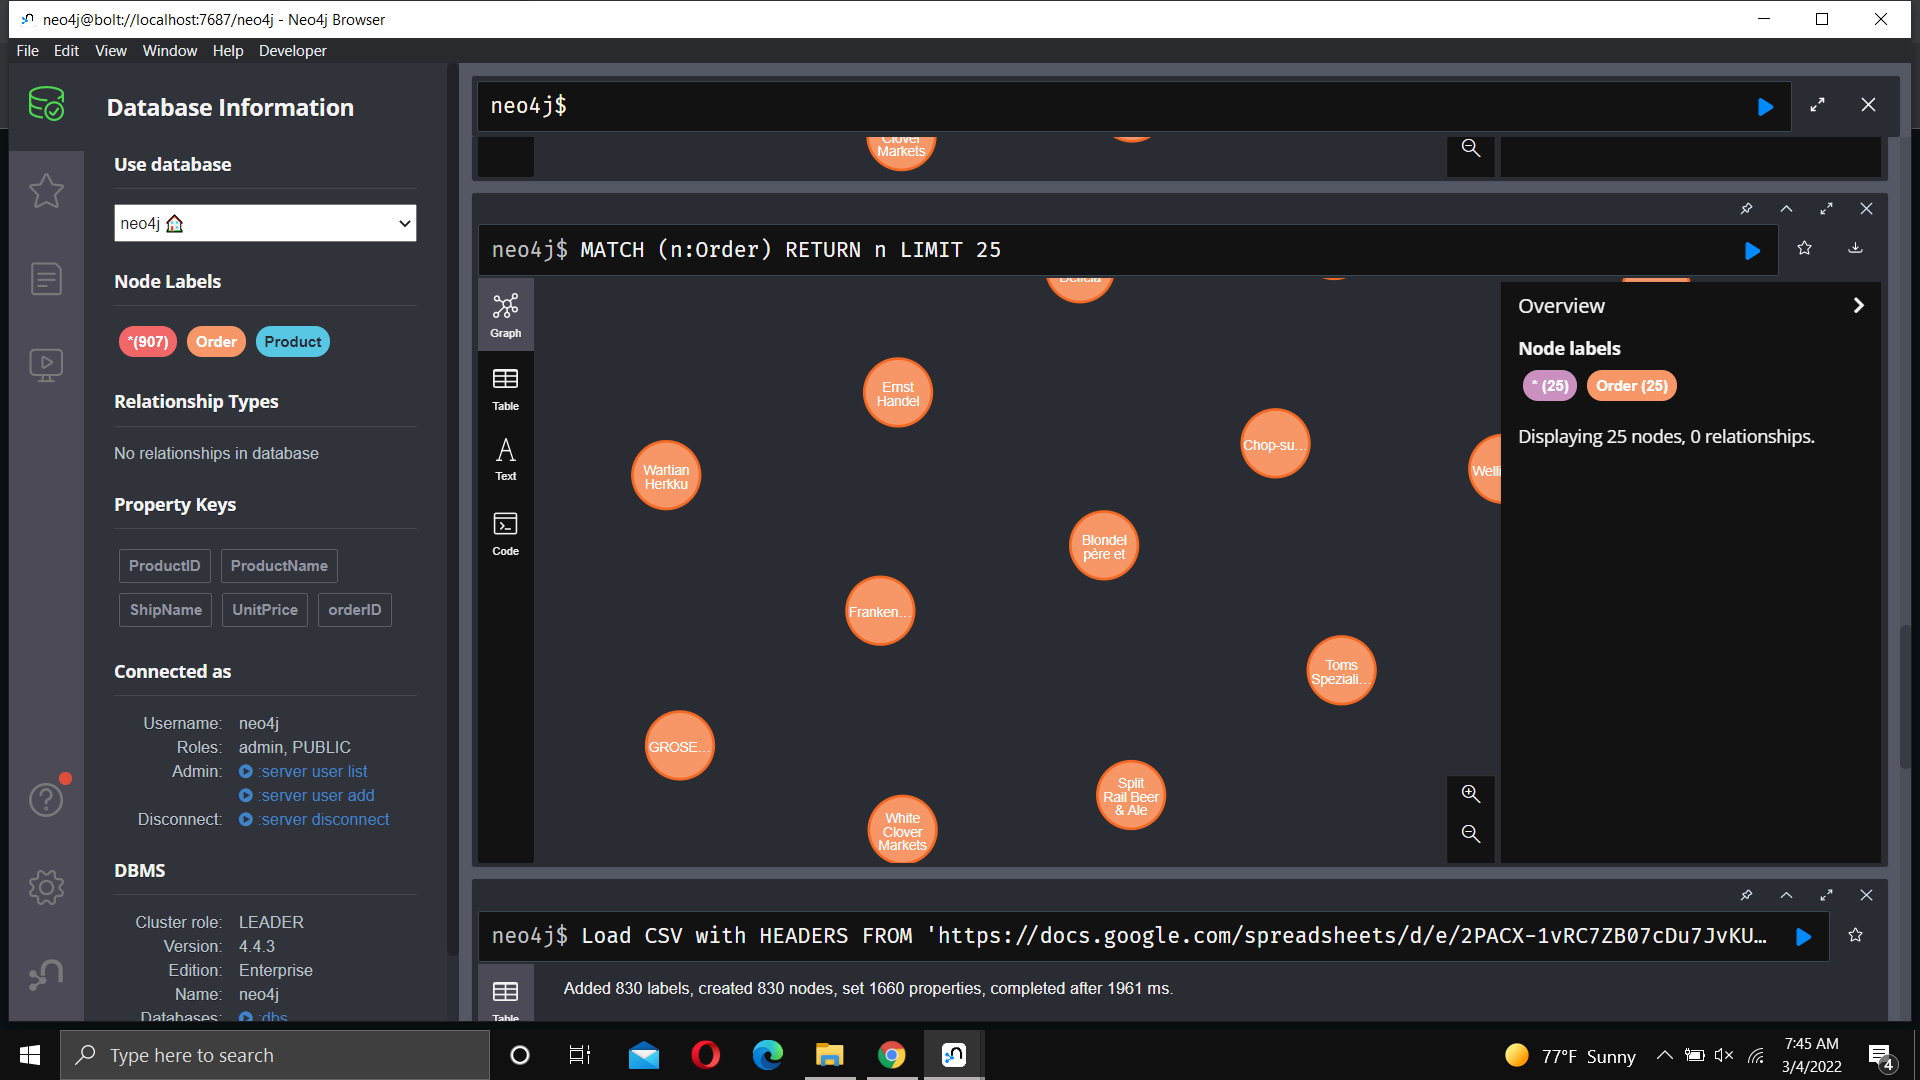 neo4j@bolt://localhost:7687/neo4j - Neo4j Browser
File Edit View Window Help Developer
Database Information
Use database
neo4j
Node Labels
*(907) Order Product
Relationship Types
No relationships in database
Property Keys
ProductID ProductName
ShipName UnitPrice orderID
Connected as
Username: neo4j
Roles: admin, PUBLIC
Admin: :server user list
:server user add
Disconnect: :server disconnect
DBMS
Cluster role: LEADER
Version: 4.4.3
Edition: Enterprise
Name: neo4j
Databases: :dbs
neo4j$
Clover
Markets
neo4j$ MATCH (n:Order) RETURN n LIMIT 25
Graph
Table
Text
Code
Delicia
Ernst
Handel
Chop-su...
Wartian
Herkku
Welli
Blondel
père et
Franken...
Toms
Speziali...
GROSE...
Split
Rail Beer
& Ale
White
Clover
Markets
Overview
Node labels
* (25) Order (25)
Displaying 25 nodes, 0 relationships.
neo4j$ Load CSV with HEADERS FROM 'https://docs.google.com/spreadsheets/d/e/2PACX-1vRC7ZB07cDu7JvKU...
Table
Added 830 labels, created 830 nodes, set 1660 properties, completed after 1961 ms.
Type here to search
77°F Sunny
7:45 AM
3/4/2022
4